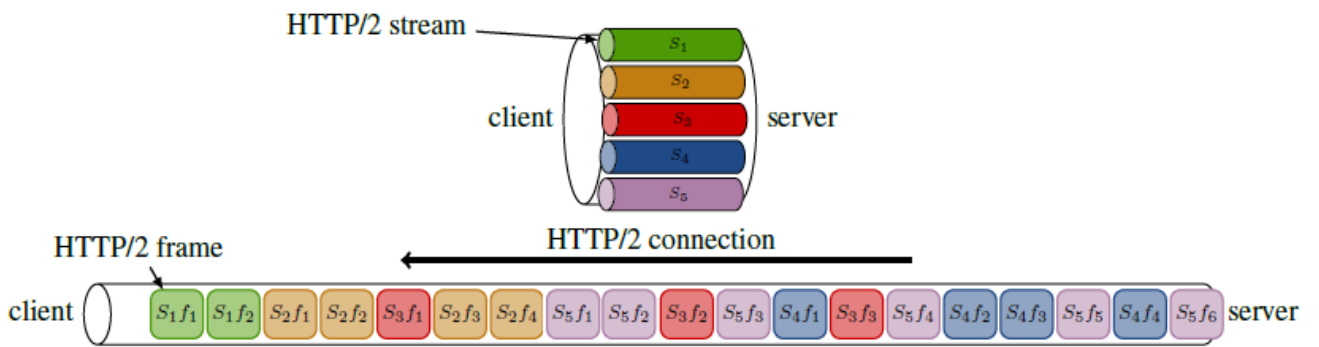 HTTP/2 stream
S₁
S₂
client
S₃
server
S₄
S₅
HTTP/2 connection
HTTP/2 frame
client S₁f₁ S₁f₂ S₂f₁ S₂f₂ S₃f₁ S₂f₃ S₂f₄ S₅f₁ S₅f₂ S₃f₂ S₅f₃ S₄f₁ S₃f₃ S₅f₄ S₄f₂ S₄f₃ S₅f₅ S₄f₄ S₅f₆ server